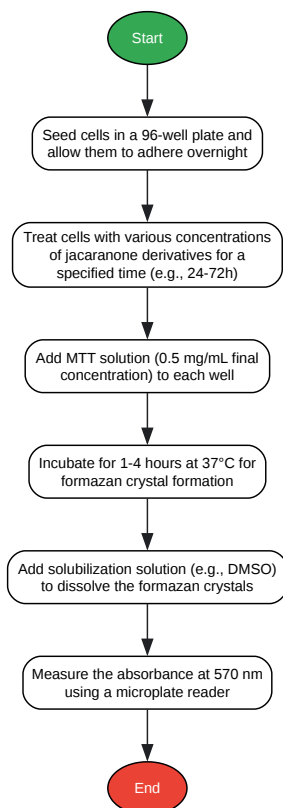 Start
Seed cells in a 96-well plate and
allow them to adhere overnight
Treat cells with various concentrations
of jacaranone derivatives for a
specified time (e.g., 24-72h)
Add MTT solution (0.5 mg/mL final
concentration) to each well
Incubate for 1-4 hours at 37°C for
formazan crystal formation
Add solubilization solution (e.g., DMSO)
to dissolve the formazan crystals
Measure the absorbance at 570 nm
using a microplate reader
End